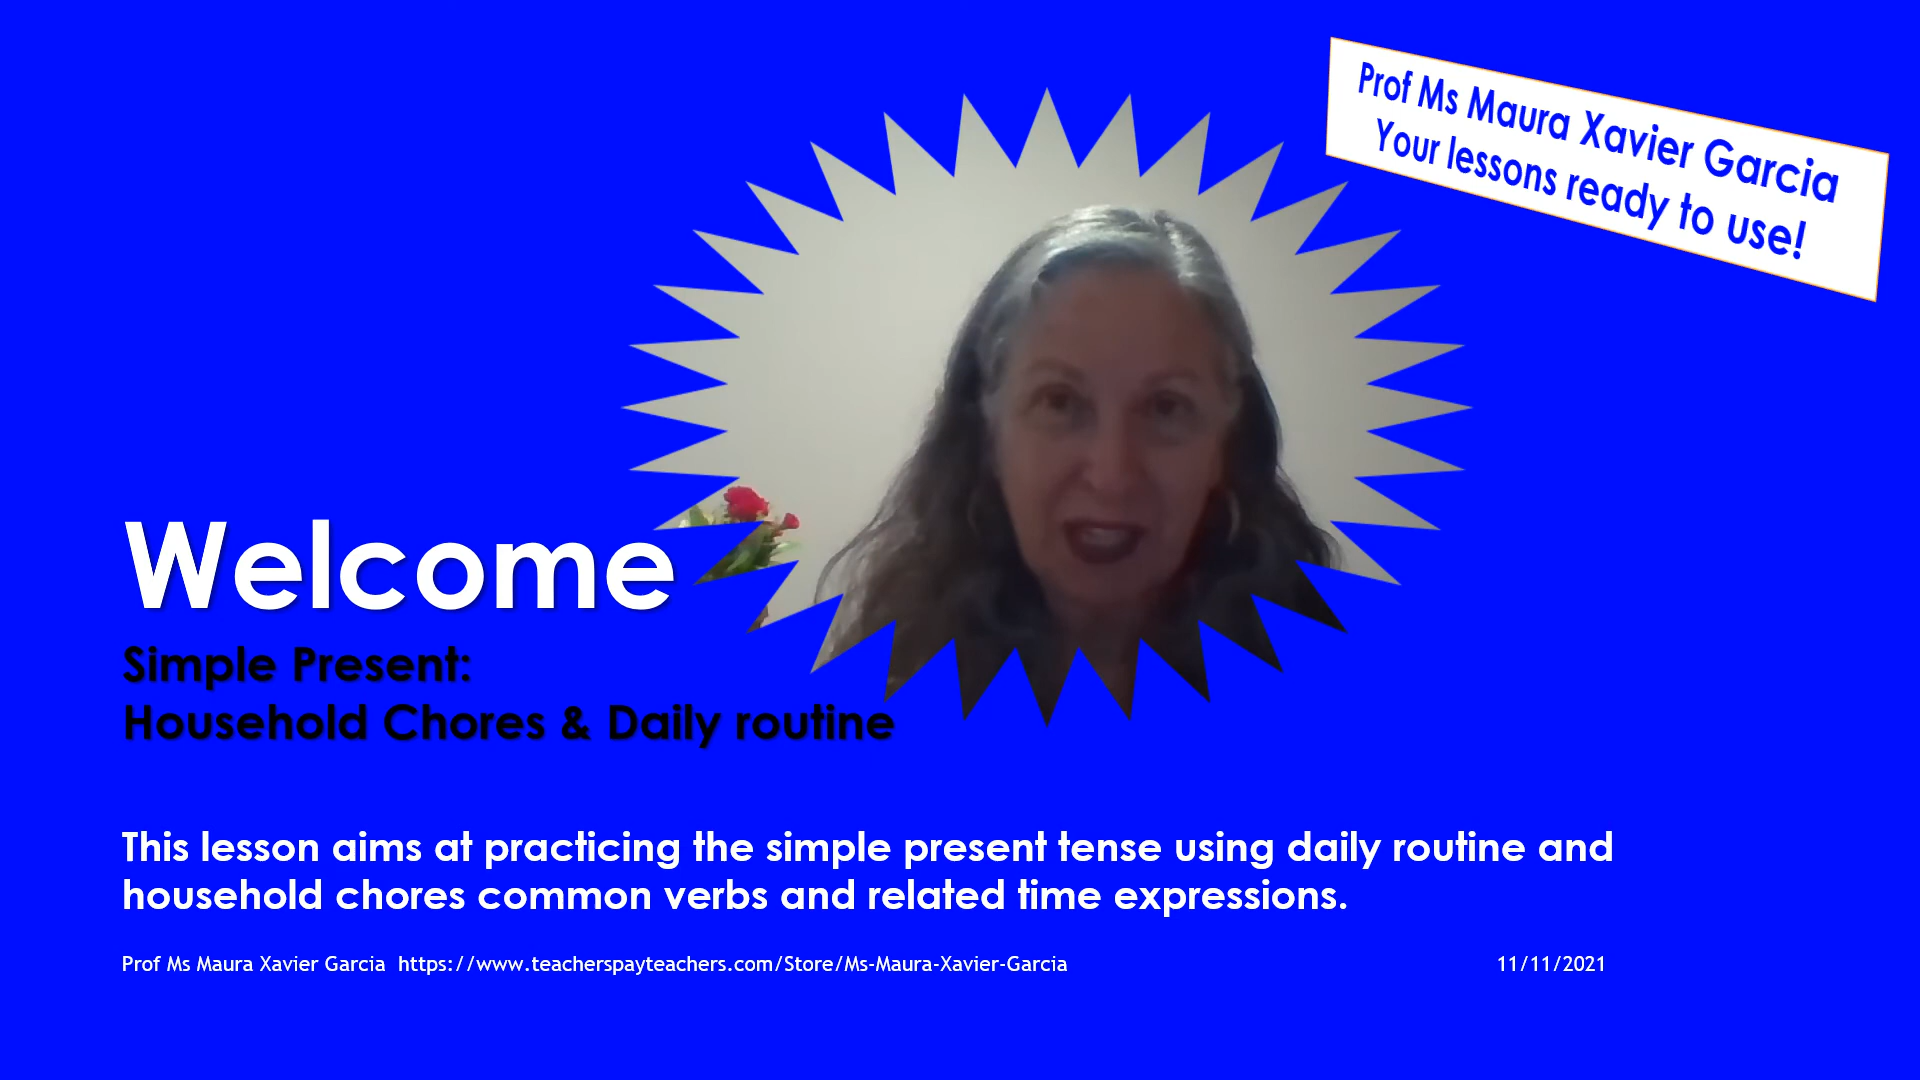 Prof Ms Maura Xavier Garcia
Your lessons ready to use!
Welcome
Simple Present:
Household Chores & Daily routine
This lesson aims at practicing the simple present tense using daily routine and
household chores common verbs and related time expressions.
Prof Ms Maura Xavier Garcia https://www.teacherspayteachers.com/Store/Ms-Maura-Xavier-Garcia
11/11/2021